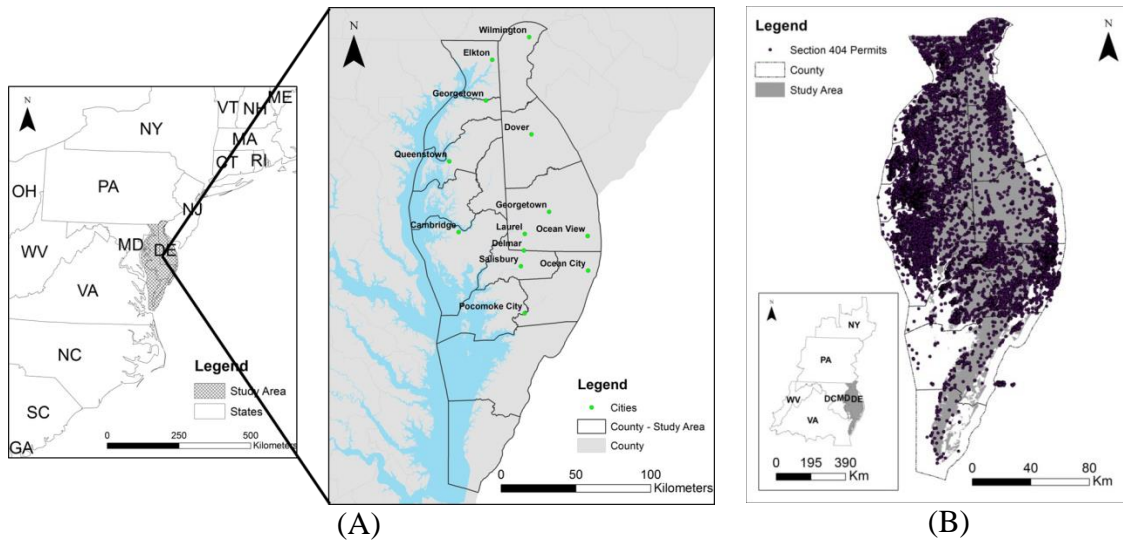 N
VT
ME
NH
NY
MA
CT
RI
PA
OH
NJ
MD
DE
WV
VA
NC
SC
GA
Legend
Study Area
States
0 250 500
Kilometers
N
Wilmington
Elkton
Georgetown
Dover
Queenstown
Georgetown
Cambridge
Laurel
Ocean View
Delmar
Salisbury
Ocean City
Pocomoke City
Legend
Cities
County - Study Area
County
0 50 100
Kilometers
(A)
Legend
Section 404 Permits
County
Study Area
N
N
NY
PA
WV
DC
MD
DE
VA
0 195 390
Km
0 40 80
Km
(B)